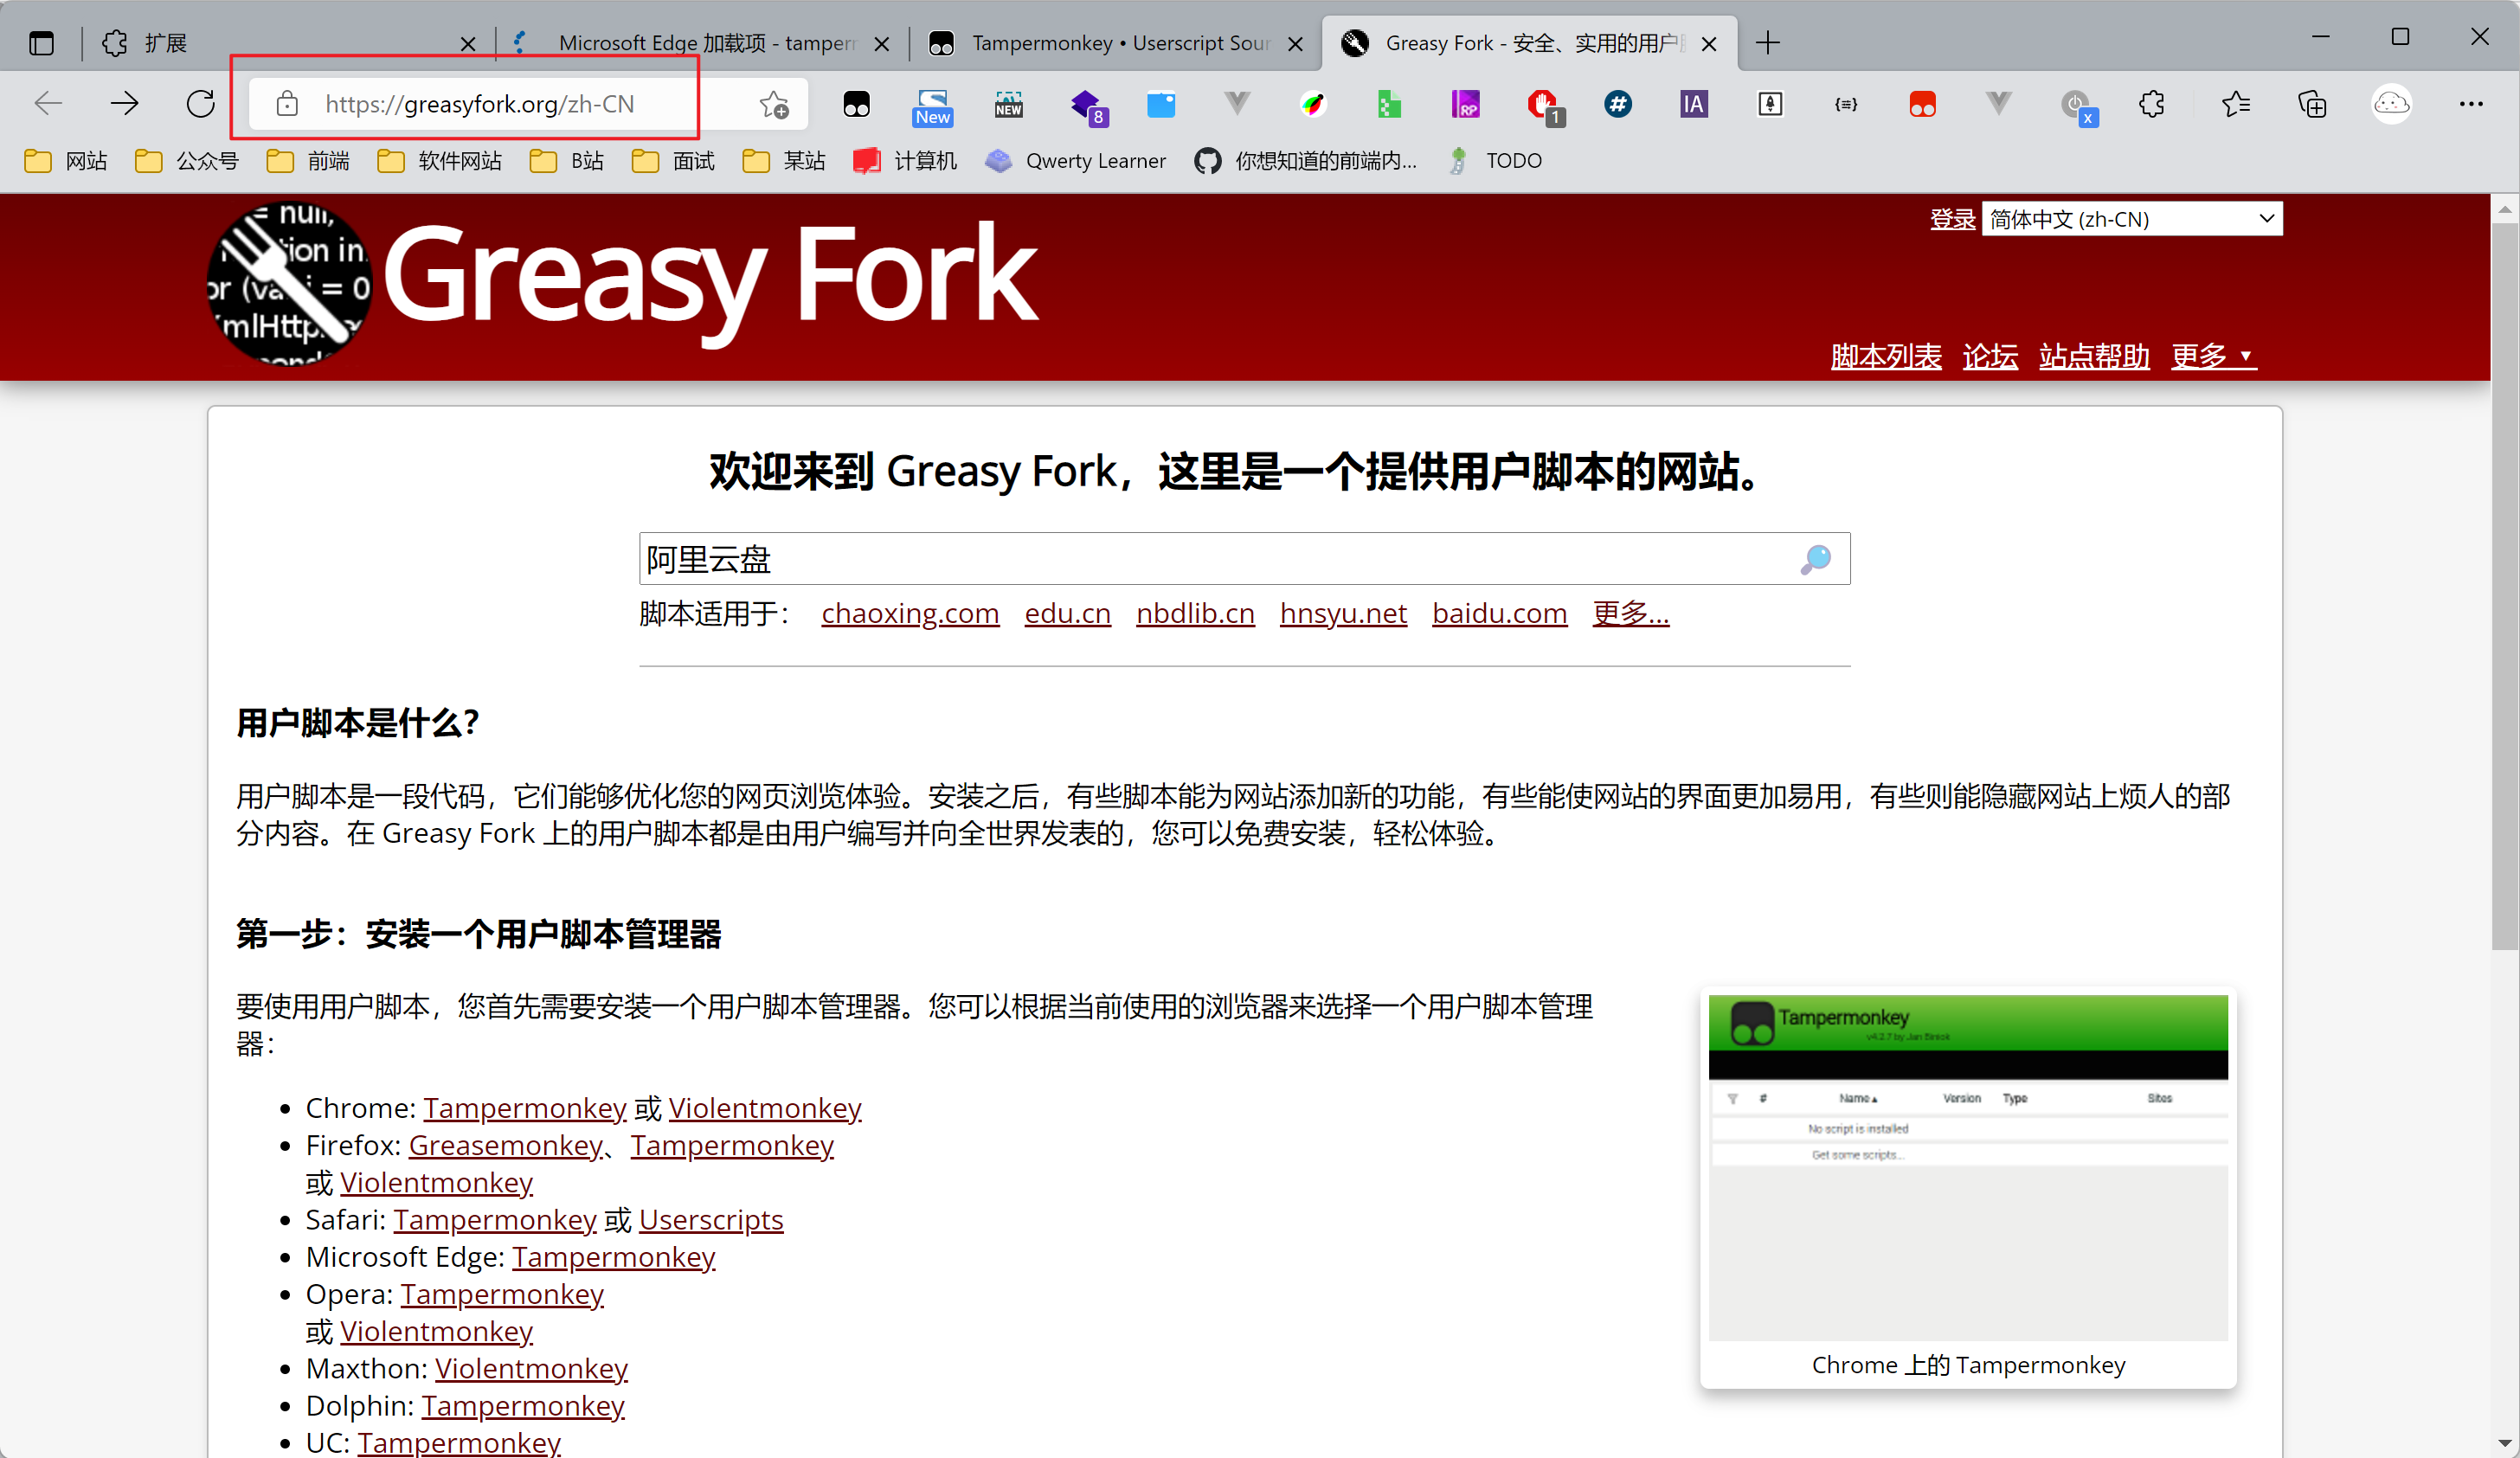 扩展
Microsoft Edge 加载项 - tamperm
Tampermonkey • Userscript Sour
Greasy Fork - 安全、实用的用户脚
https://greasyfork.org/zh-CN
New
NEW
8
RP
1
IA
x
网站
公众号
前端
软件网站
B站
面试
某站
计算机
Qwerty Learner
你想知道的前端内...
TODO
= null,
tion in
or (va
i = 0
mlHttp
Greasy Fork
登录 简体中文 (zh-CN)
脚本列表 论坛 站点帮助 更多 ▼
欢迎来到 Greasy Fork，这里是一个提供用户脚本的网站。
阿里云盘
脚本适用于： chaoxing.com edu.cn nbdlib.cn hnsyu.net baidu.com 更多...
用户脚本是什么？
用户脚本是一段代码，它们能够优化您的网页浏览体验。安装之后，有些脚本能为网站添加新的功能，有些能使网站的界面更加易用，有些则能隐藏网站上烦人的部
分内容。在 Greasy Fork 上的用户脚本都是由用户编写并向全世界发表的，您可以免费安装，轻松体验。
第一步：安装一个用户脚本管理器
要使用用户脚本，您首先需要安装一个用户脚本管理器。您可以根据当前使用的浏览器来选择一个用户脚本管理
器：
Chrome: Tampermonkey 或 Violentmonkey
Firefox: Greasemonkey、Tampermonkey
或 Violentmonkey
Safari: Tampermonkey 或 Userscripts
Microsoft Edge: Tampermonkey
Opera: Tampermonkey
或 Violentmonkey
Maxthon: Violentmonkey
Dolphin: Tampermonkey
UC: Tampermonkey
Tampermonkey
v4.2.7 by Jan Biniok
# Name▲ Version Type Sites
No script is installed
Get some scripts...
Chrome 上的 Tampermonkey